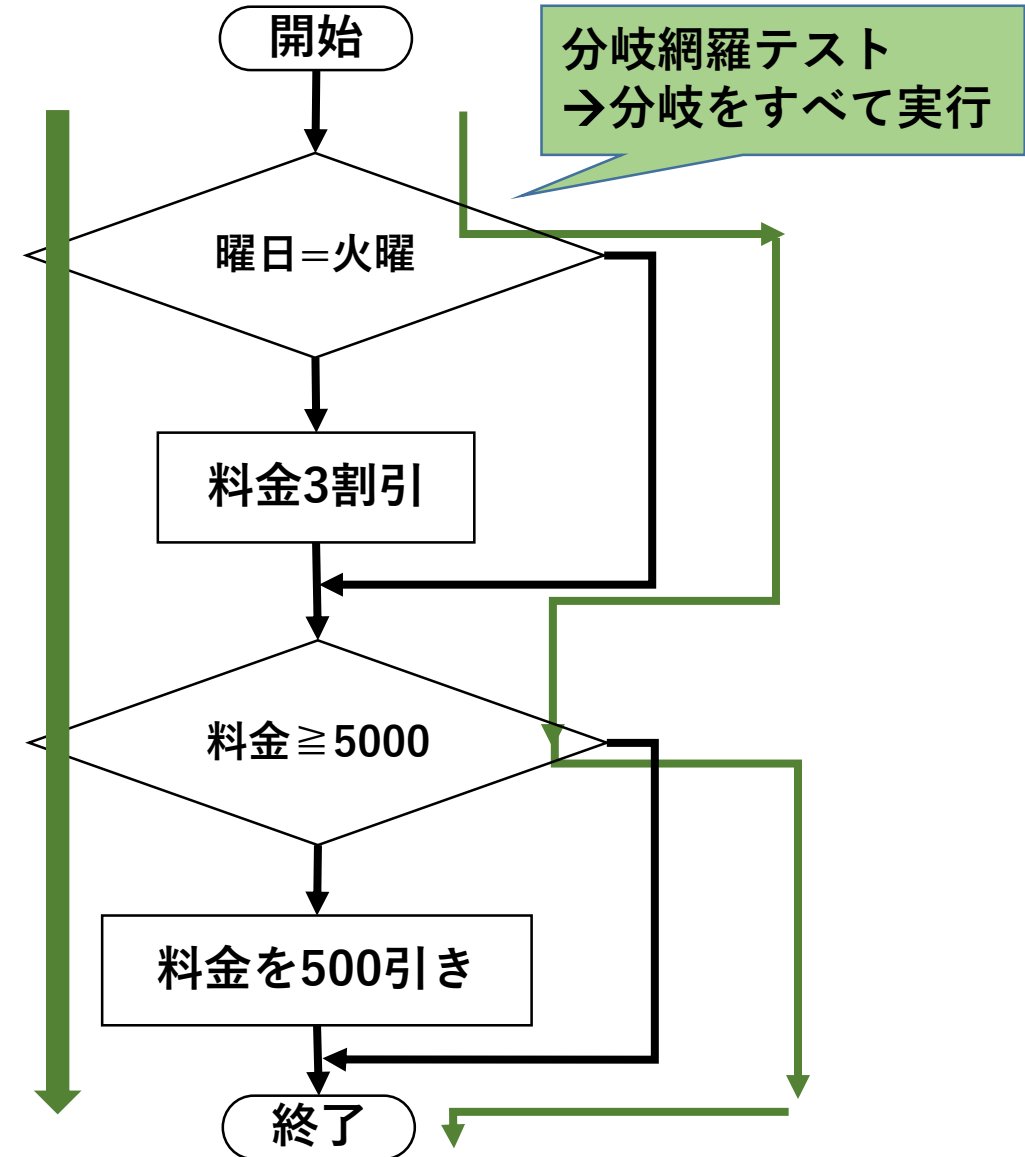 開始
分岐網羅テスト
→分岐をすべて実行
曜日=火曜
料金3割引
料金≧5000
料金を500引き
終了